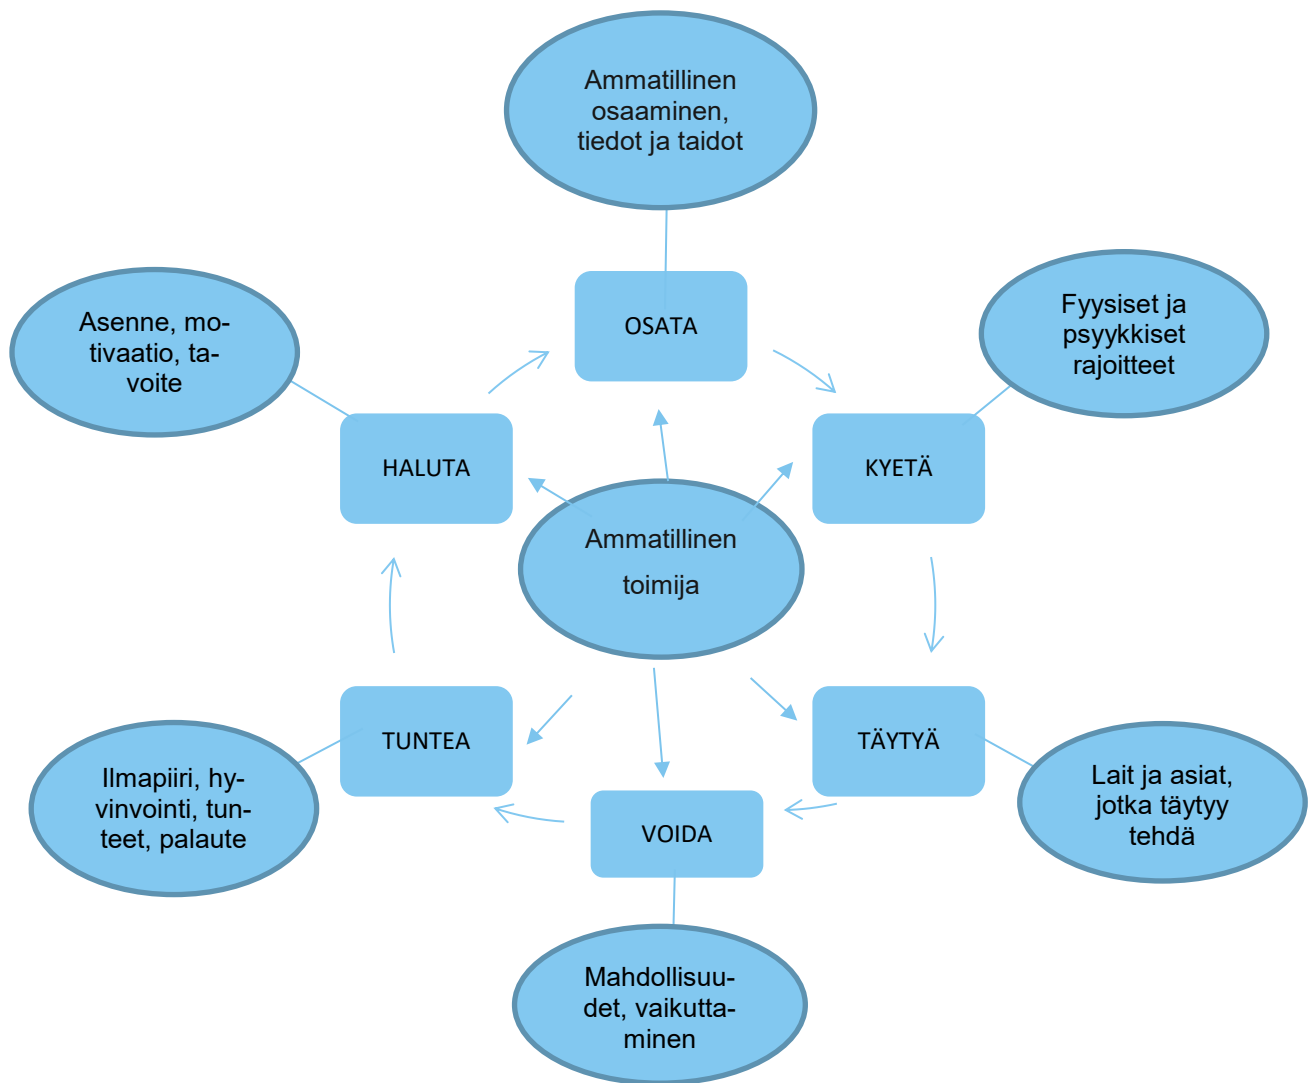 Ammatillinen
osaaminen,
tiedot ja taidot
OSATA
Fyysiset ja
psyykkiset
rajoitteet
Asenne, mo-
tivaatio, ta-
voite
HALUTA
KYETÄ
Ammatillinen
toimija
TUNTEA
TÄYTYÄ
Ilmapiiri, hy-
vinvointi, tun-
teet, palaute
Lait ja asiat,
jotka täytyy
tehdä
VOIDA
Mahdollisuu-
det, vaikutta-
minen